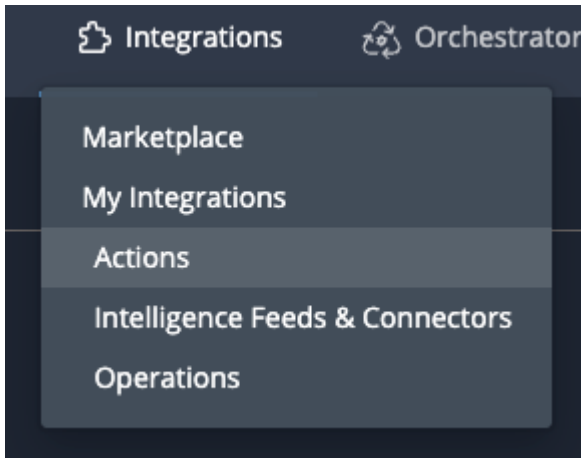 Integrations Orchestrator
Marketplace
My Integrations
Actions
Intelligence Feeds & Connectors
Operations